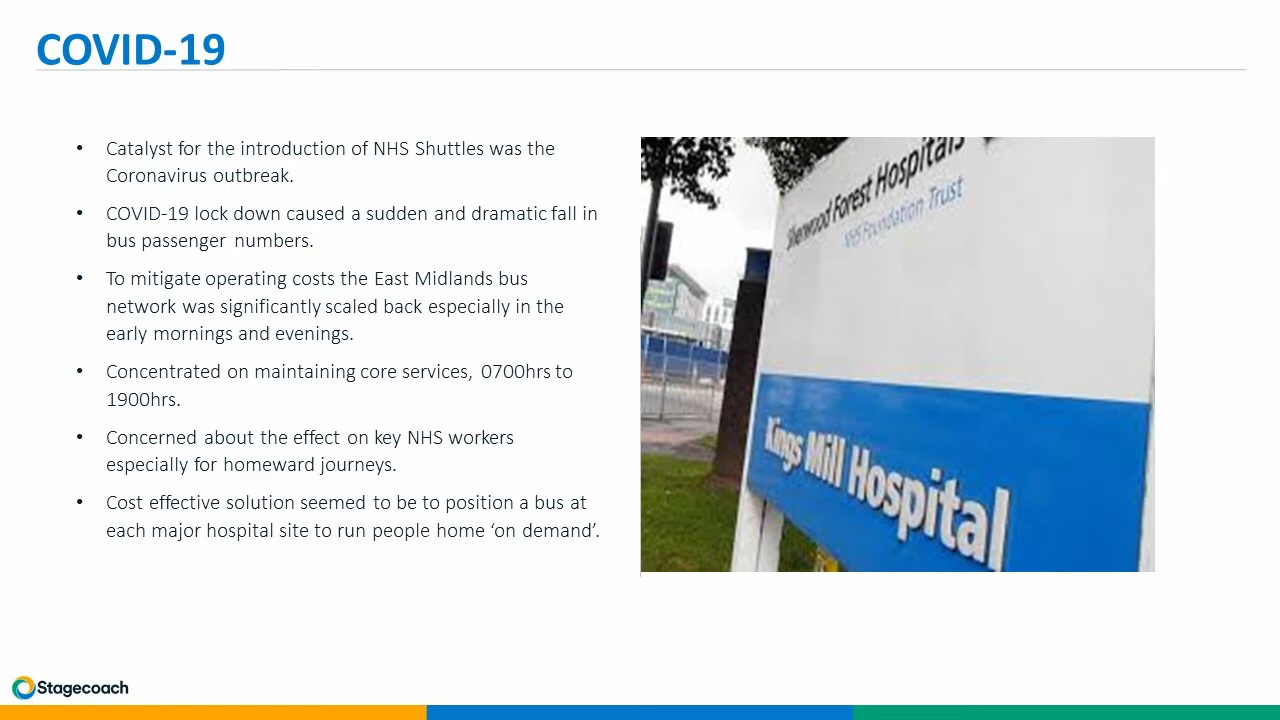 COVID-19
• Catalyst for the introduction of NHS Shuttles was the
Coronavirus outbreak.
• COVID-19 lock down caused a sudden and dramatic fall in
bus passenger numbers.
• To mitigate operating costs the East Midlands bus
network was significantly scaled back especially in the
early mornings and evenings.
• Concentrated on maintaining core services, 0700hrs to
1900hrs.
• Concerned about the effect on key NHS workers
especially for homeward journeys.
• Cost effective solution seemed to be to position a bus at
each major hospital site to run people home ‘on demand’.
Sherwood Forest Hospitals
NHS Foundation Trust
Kings Mill Hospital
Stagecoach